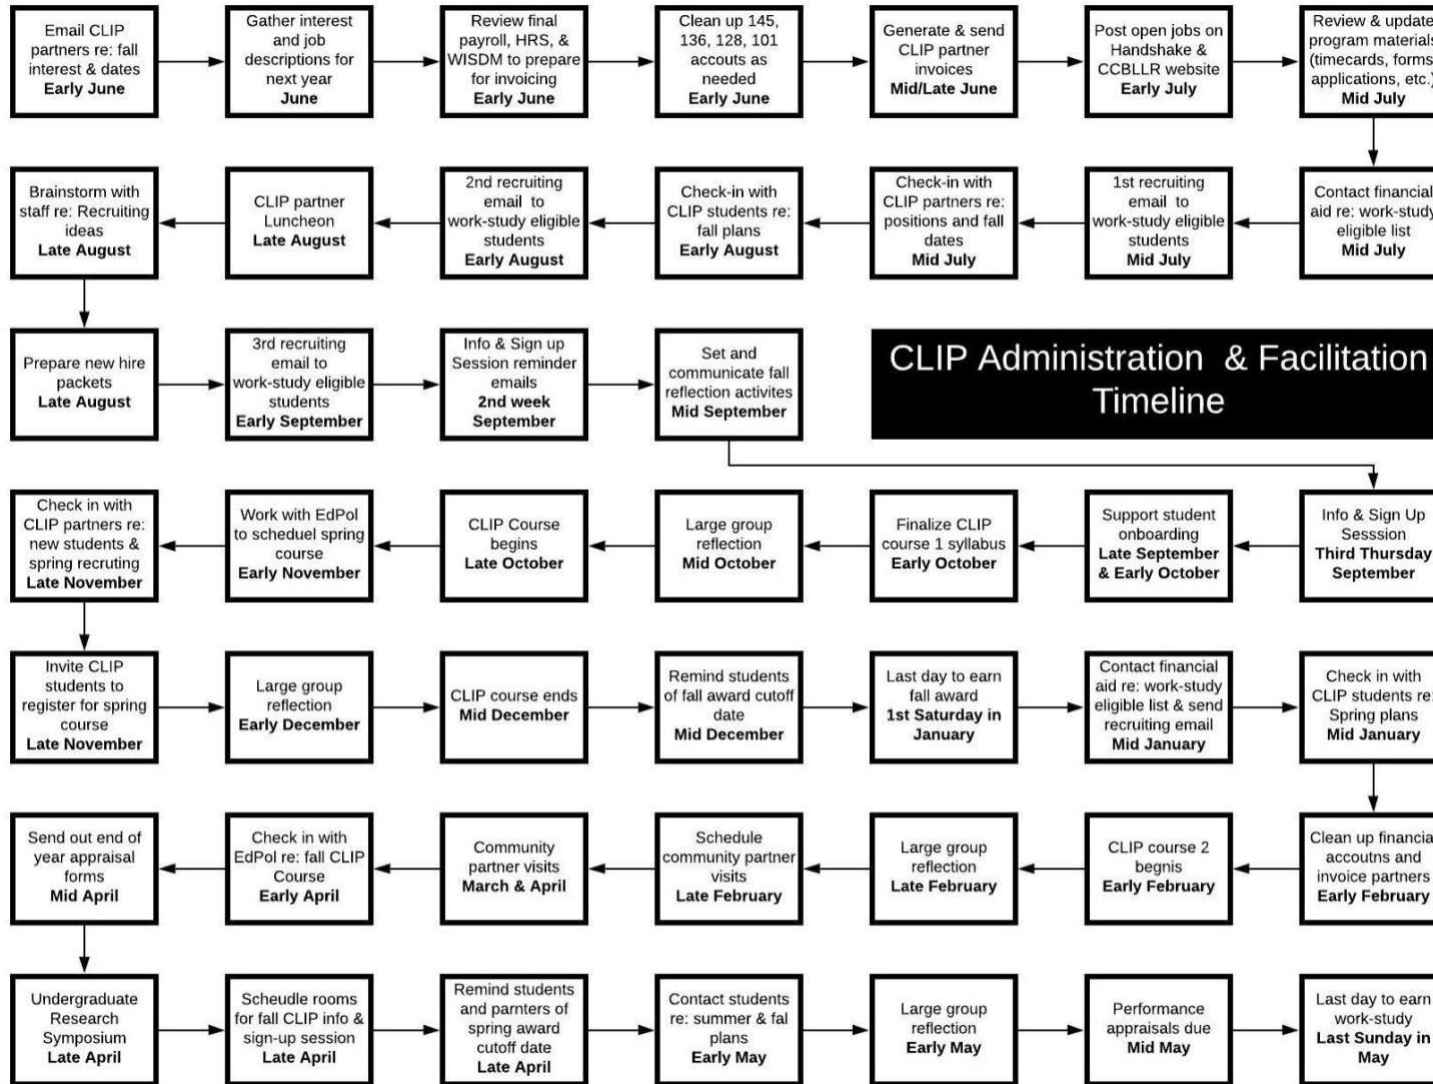 Email CLIP
partners re: fall
interest & dates
Early June
Gather interest
and job
descriptions for
next year
June
Review final
payroll, HRS, &
WISDM to prepare
for invoicing
Early June
Clean up 145,
136, 128, 101
accouts as
needed
Early June
Generate & send
CLIP partner
invoices
Mid/Late June
Post open jobs on
Handshake &
CCBLLR website
Early July
Review & update
program materials
(timecards, forms,
applications, etc.)
Mid July
Contact financial
aid re: work-study
eligible list
Mid July
1st recruiting
email to
work-study eligible
students
Mid July
Check-in with
CLIP partners re:
positions and fall
dates
Mid July
Check-in with
CLIP students re:
fall plans
Early August
2nd recruiting
email to
work-study eligible
students
Early August
CLIP partner
Luncheon
Late August
Brainstorm with
staff re: Recruiting
ideas
Late August
Prepare new hire
packets
Late August
3rd recruiting
email to
work-study eligible
students
Early September
Info & Sign up
Session reminder
emails
2nd week
September
Set and
communicate fall
reflection activites
Mid September
CLIP Administration & Facilitation
Timeline
Info & Sign Up
Sesssion
Third Thursday
September
Support student
onboarding
Late September
& Early October
Finalize CLIP
course 1 syllabus
Early October
Large group
reflection
Mid October
CLIP Course
begins
Late October
Work with EdPol
to scheduel spring
course
Early November
Check in with
CLIP partners re:
new students &
spring recruting
Late November
Invite CLIP
students to
register for spring
course
Late November
Large group
reflection
Early December
CLIP course ends
Mid December
Remind students
of fall award cutoff
date
Mid December
Last day to earn
fall award
1st Saturday in
January
Contact financial
aid re: work-study
eligible list & send
recruiting email
Mid January
Check in with
CLIP students re:
Spring plans
Mid January
Clean up financial
accoutns and
invoice partners
Early February
CLIP course 2
begnis
Early February
Large group
reflection
Late February
Schedule
community partner
visits
Late February
Community
partner visits
March & April
Check in with
EdPol re: fall CLIP
Course
Early April
Send out end of
year appraisal
forms
Mid April
Undergraduate
Research
Symposium
Late April
Scheudle rooms
for fall CLIP info &
sign-up session
Late April
Remind students
and parnters of
spring award
cutoff date
Late April
Contact students
re: summer & fal
plans
Early May
Large group
reflection
Early May
Performance
appraisals due
Mid May
Last day to earn
work-study
Last Sunday in
May